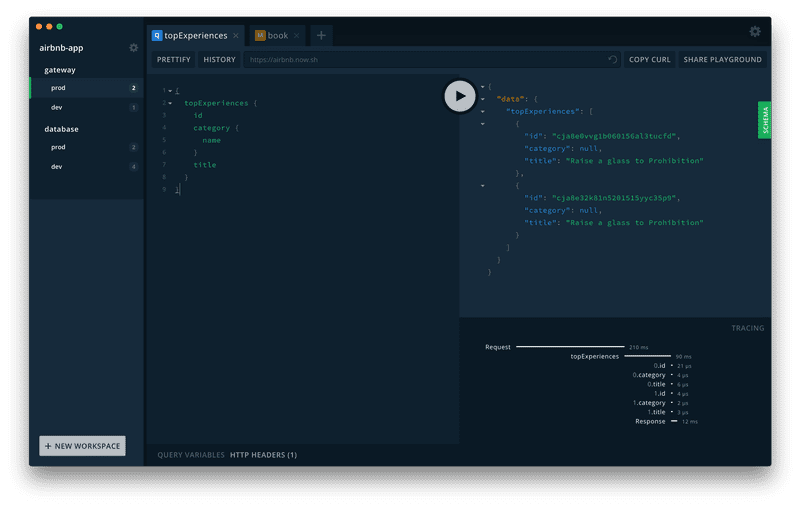 airbnb-app
gateway
prod 2
dev 1
database
prod 2
dev 4
+ NEW WORKSPACE
Q topExperiences ×
M book ×
+
PRETTIFY
HISTORY
https://airbnb.now.sh
COPY CURL
SHARE PLAYGROUND
1 {
2 topExperiences {
3 id
4 category {
5 name
6 }
7 title
8 }
9 }
{
"data": {
"topExperiences": [
{
"category": null,
"title": "Raise a glass to Prohibition"
},
{
"category": null,
"title": "Raise a glass to Prohibition"
}
]
}
}
SCHEMA
TRACING
Request 210 ms
topExperiences 90 ms
0.id 21 µs
0.category 4 µs
0.title 6 µs
1.id 4 µs
1.category 2 µs
1.title 3 µs
Response 12 ms
QUERY VARIABLES
HTTP HEADERS (1)